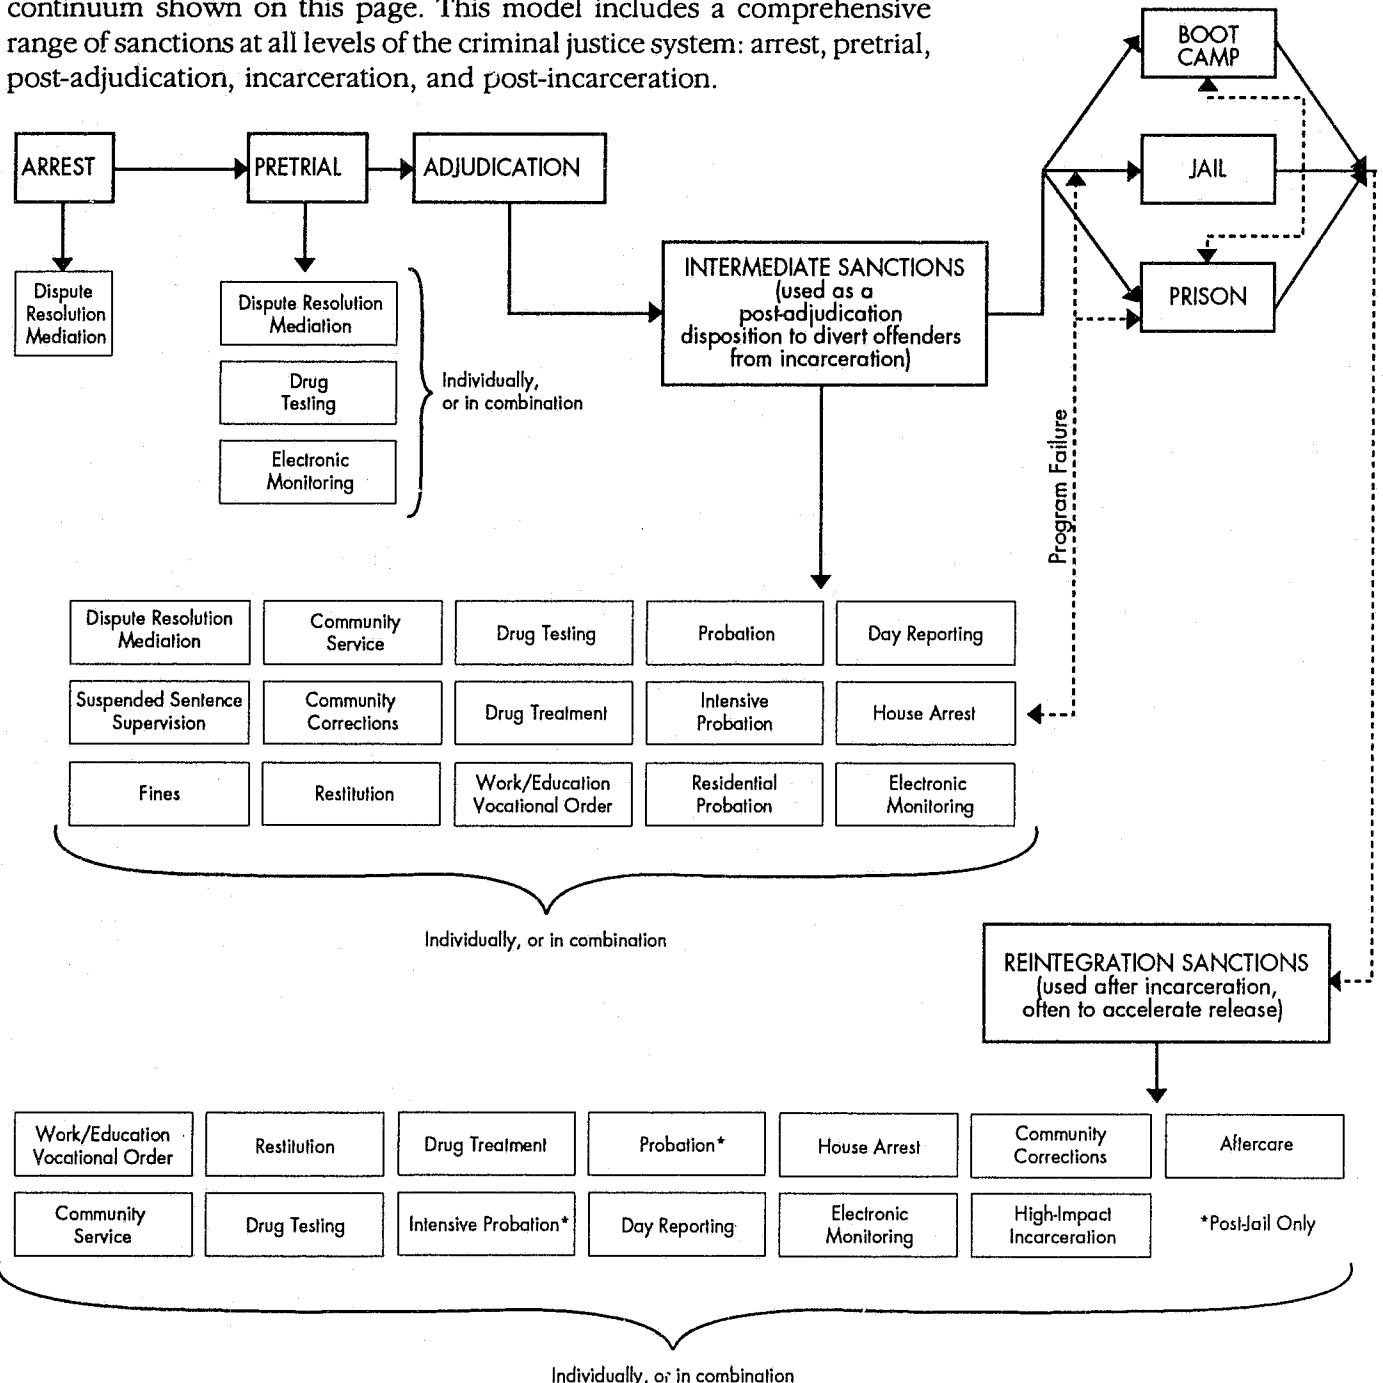 continuum shown on this page. This model includes a comprehensive
range of sanctions at all levels of the criminal justice system: arrest, pretrial,
post-adjudication, incarceration, and post-incarceration.
BOOT
CAMP
ARREST
PRETRIAL
ADJUDICATION
JAIL
PRISON
INTERMEDIATE SANCTIONS
(used as a
post-adjudication
disposition to divert offenders
from incarceration)
Dispute
Resolution
Mediation
Dispute Resolution
Mediation
Drug
Testing
Electronic
Monitoring
Individually,
or in combination
Program Failure
Dispute Resolution
Mediation
Community
Service
Drug Testing
Probation
Day Reporting
Suspended Sentence
Supervision
Community
Corrections
Drug Treatment
Intensive
Probation
House Arrest
Fines
Restitution
Work/Education
Vocational Order
Residential
Probation
Electronic
Monitoring
Individually, or in combination
REINTEGRATION SANCTIONS
(used after incarceration,
often to accelerate release)
Work/Education
Vocational Order
Restitution
Drug Treatment
Probation*
House Arrest
Community
Corrections
Aftercare
Community
Service
Drug Testing
Intensive Probation*
Day Reporting
Electronic
Monitoring
High-Impact
Incarceration
*Post-Jail Only
Individually, or in combination